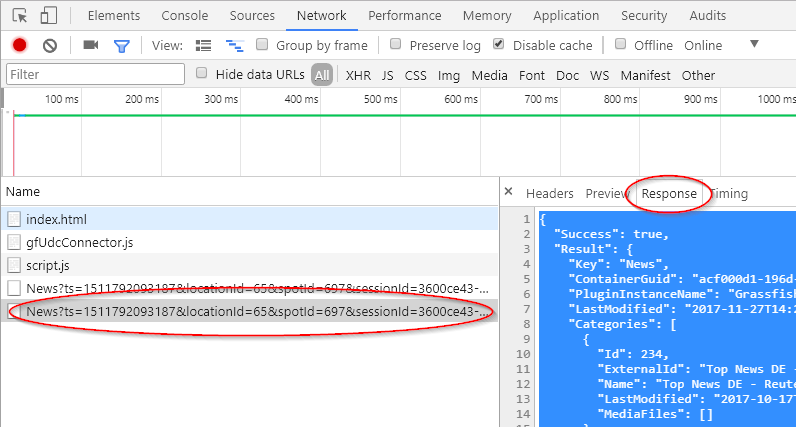 Elements Console Sources Network Performance Memory Application Security Audits
View: Group by frame Preserve log Disable cache Offline Online
Filter Hide data URLs All XHR JS CSS Img Media Font Doc WS Manifest Other
100 ms 200 ms 300 ms 400 ms 500 ms 600 ms 700 ms 800 ms 900 ms 1000 ms
Name
index.html
gfUdcConnector.js
script.js
News?ts=1511792093187&locationId=65&spotId=697&sessionId=3600ce43-...
News?ts=1511792093187&locationId=65&spotId=697&sessionId=3600ce43-...
× Headers Preview Response Timing
1 {
2 "Success": true,
3 "Result": {
4 "Key": "News",
5 "ContainerGuid": "acf000d1-196d-
6 "PluginInstanceName": "Grassfish
7 "LastModified": "2017-11-27T14:2
8 "Categories": [
9 {
10 "Id": 234,
11 "ExternalId": "Top News DE -
12 "Name": "Top News DE - Reute
13 "LastModified": "2017-10-17T
14 "MediaFiles": []